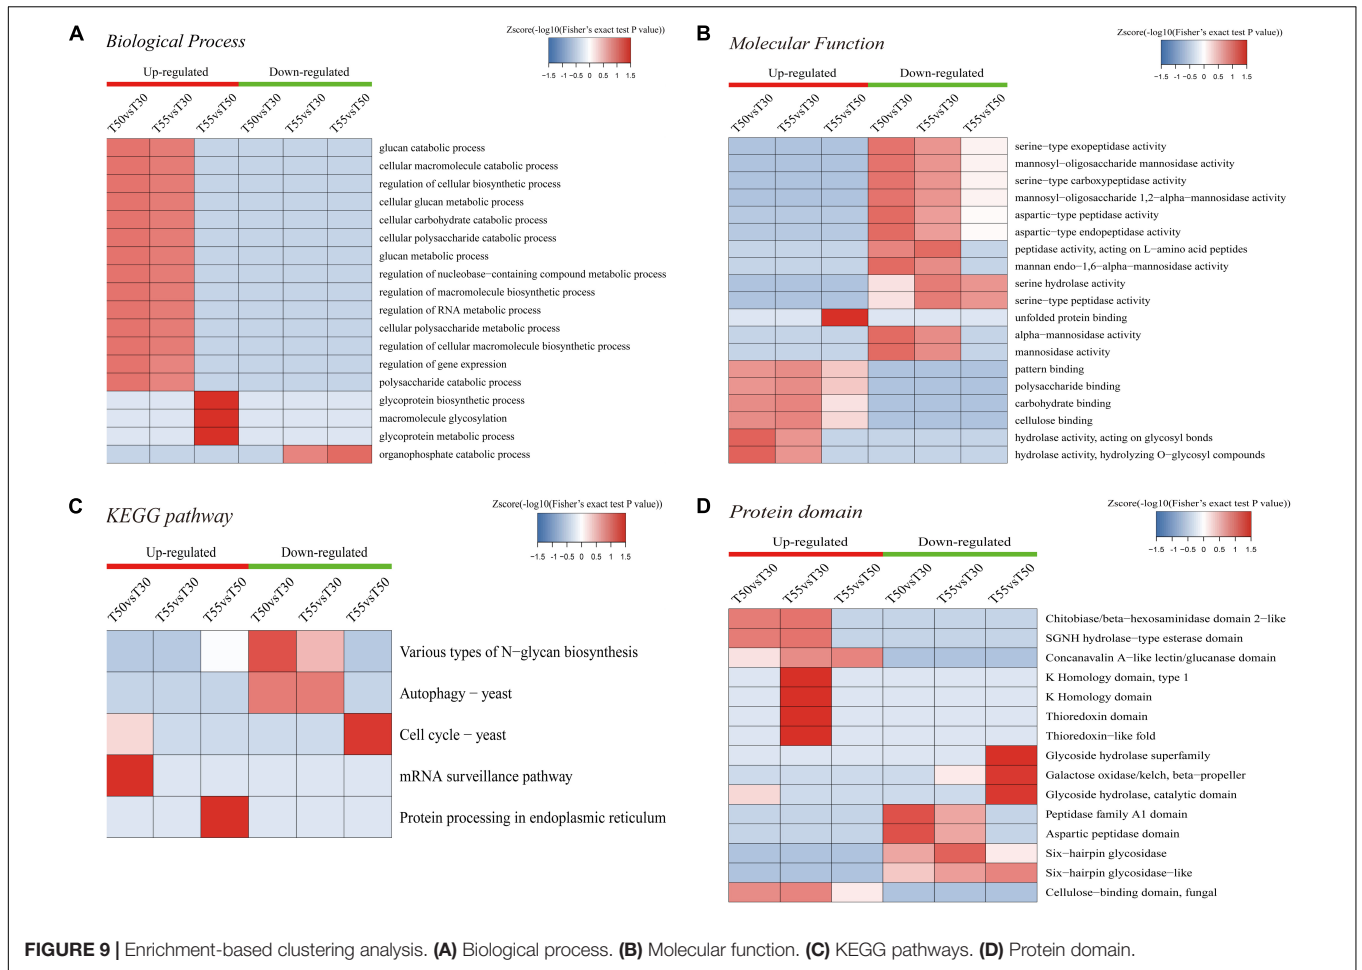 A Biological Process
Zscore(-log10(Fisher's exact test P value))
−1.5 −1 −0.5 0 0.5 1 1.5
Up-regulated Down-regulated
T50vsT30 T55vsT30 T55vsT50 T50vsT30 T55vsT30 T55vsT50
glucan catabolic process
cellular macromolecule catabolic process
regulation of cellular biosynthetic process
cellular glucan metabolic process
cellular carbohydrate catabolic process
cellular polysaccharide catabolic process
glucan metabolic process
regulation of nucleobase−containing compound metabolic process
regulation of macromolecule biosynthetic process
regulation of RNA metabolic process
cellular polysaccharide metabolic process
regulation of cellular macromolecule biosynthetic process
regulation of gene expression
polysaccharide catabolic process
glycoprotein biosynthetic process
macromolecule glycosylation
glycoprotein metabolic process
organophosphate catabolic process
B Molecular Function
Zscore(-log10(Fisher's exact test P value))
−1.5 −1 −0.5 0 0.5 1 1.5
Up-regulated Down-regulated
T50vsT30 T55vsT30 T55vsT50 T50vsT30 T55vsT30 T55vsT50
serine−type exopeptidase activity
mannosyl−oligosaccharide mannosidase activity
serine−type carboxypeptidase activity
mannosyl−oligosaccharide 1,2−alpha−mannosidase activity
aspartic−type peptidase activity
aspartic−type endopeptidase activity
peptidase activity, acting on L−amino acid peptides
mannan endo−1,6−alpha−mannosidase activity
serine hydrolase activity
serine−type peptidase activity
unfolded protein binding
alpha−mannosidase activity
mannosidase activity
pattern binding
polysaccharide binding
carbohydrate binding
cellulose binding
hydrolase activity, acting on glycosyl bonds
hydrolase activity, hydrolyzing O−glycosyl compounds
C KEGG pathway
Zscore(-log10(Fisher's exact test P value))
−1.5 −1 −0.5 0 0.5 1 1.5
Up-regulated Down-regulated
T50vsT30 T55vsT30 T55vsT50 T50vsT30 T55vsT30 T55vsT50
Various types of N−glycan biosynthesis
Autophagy − yeast
Cell cycle − yeast
mRNA surveillance pathway
Protein processing in endoplasmic reticulum
D Protein domain
Zscore(-log10(Fisher's exact test P value))
−1.5 −1 −0.5 0 0.5 1 1.5
Up-regulated Down-regulated
T50vsT30 T55vsT30 T55vsT50 T50vsT30 T55vsT30 T55vsT50
Chitobiase/beta−hexosaminidase domain 2−like
SGNH hydrolase−type esterase domain
Concanavalin A−like lectin/glucanase domain
K Homology domain, type 1
K Homology domain
Thioredoxin domain
Thioredoxin−like fold
Glycoside hydrolase superfamily
Galactose oxidase/kelch, beta−propeller
Glycoside hydrolase, catalytic domain
Peptidase family A1 domain
Aspartic peptidase domain
Six−hairpin glycosidase
Six−hairpin glycosidase−like
Cellulose−binding domain, fungal
FIGURE 9 | Enrichment-based clustering analysis. (A) Biological process. (B) Molecular function. (C) KEGG pathways. (D) Protein domain.